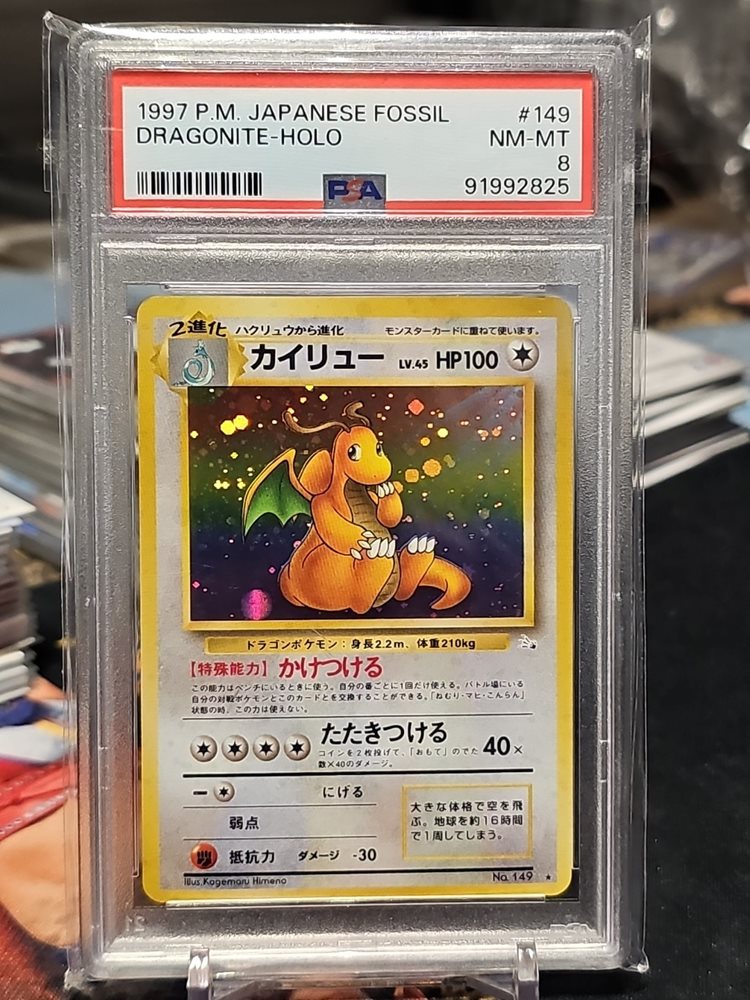 1997 P.M. JAPANESE FOSSIL #149
DRAGONITE-HOLO NM-MT
8
PSA 91992825
2進化 ハクリュウから進化 モンスターカードに重ねて使います。
カイリュー LV.45 HP100
ドラゴンポケモン：身長2.2m、体重210kg
【特殊能力】かけつける
この能力はベンチにいるときに使う。自分の番ごとに1回だけ使える。バトル場にいる
自分の対戦ポケモンとこのカードとを交換することができる。「ねむり・マヒ・こんらん」
状態の時、この力は使えない。
たたきつける
コインを2枚投げて、「おもて」のでた
数×40のダメージ。
40×
にげる
弱点
抵抗力 ダメージ -30
大きな体格で空を飛
ぶ。地球を約16時間
で1周してしまう。
Illus.Kagemaru Himeno No.149 ★